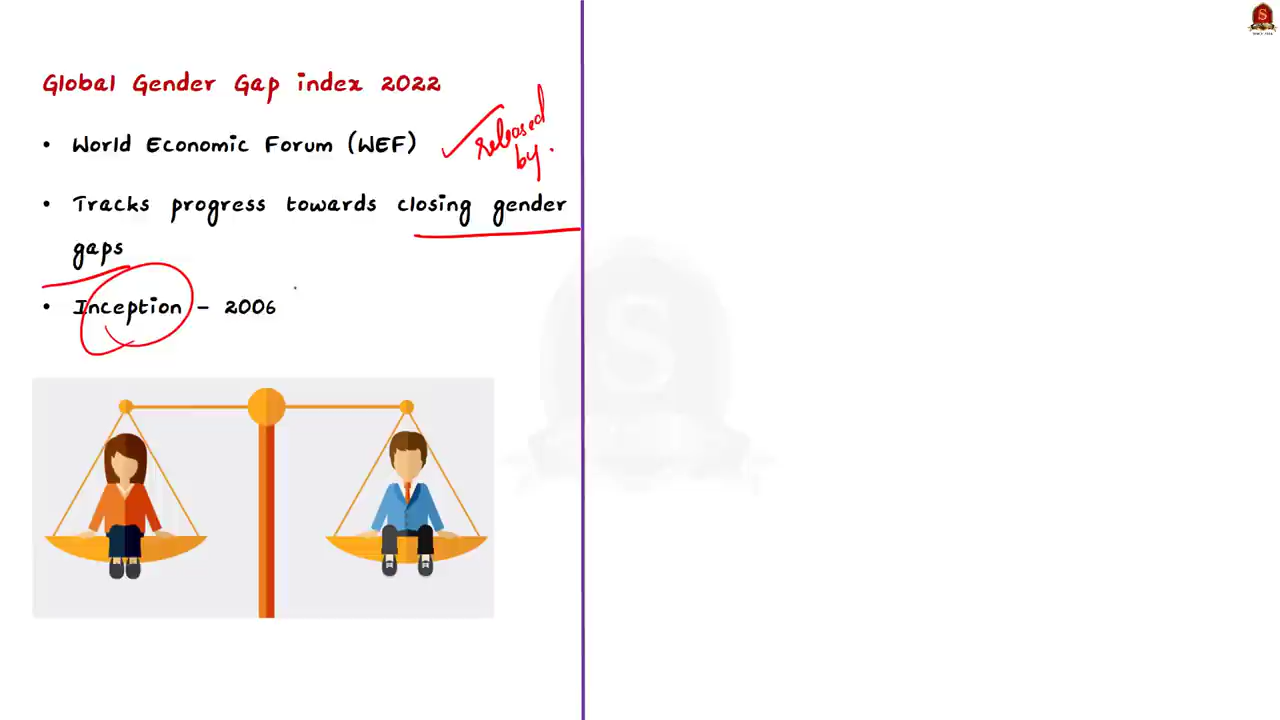 Global Gender Gap index 2022
• World Economic Forum (WEF)
released
by.
• Tracks progress towards closing gender
gaps
• Inception - 2006
S